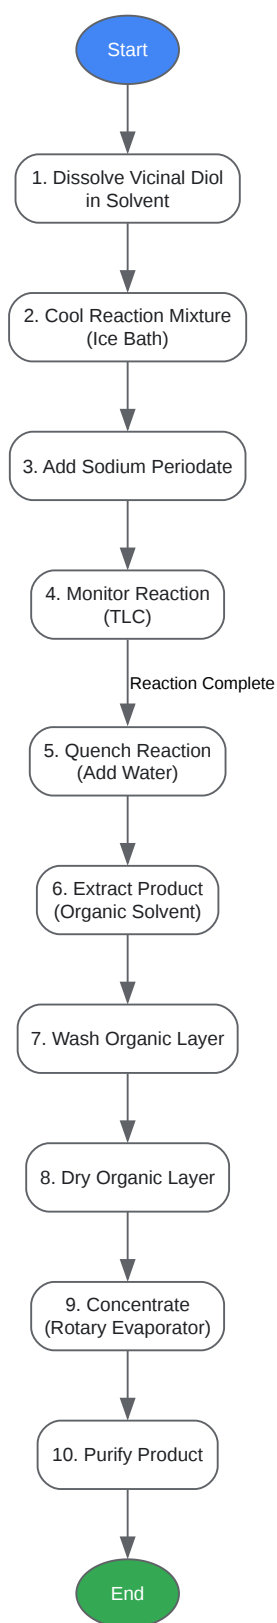 Start
1. Dissolve Vicinal Diol
in Solvent
2. Cool Reaction Mixture
(Ice Bath)
3. Add Sodium Periodate
4. Monitor Reaction
(TLC)
Reaction Complete
5. Quench Reaction
(Add Water)
6. Extract Product
(Organic Solvent)
7. Wash Organic Layer
8. Dry Organic Layer
9. Concentrate
(Rotary Evaporator)
10. Purify Product
End